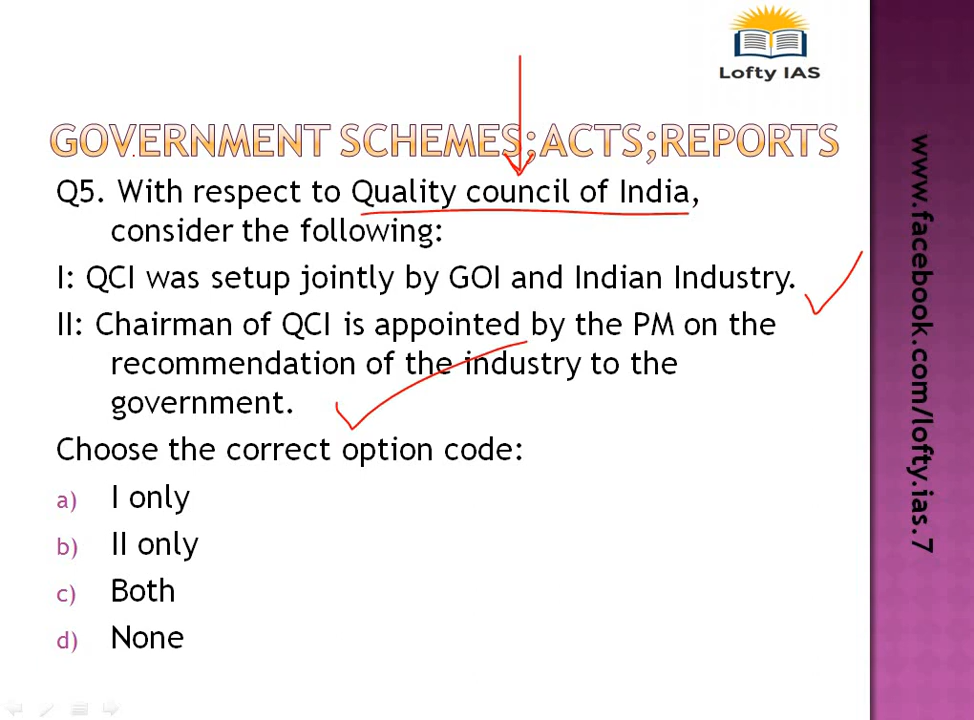 Lofty IAS
GOVERNMENT SCHEMES;ACTS;REPORTS
Q5. With respect to Quality council of India,
consider the following:
I: QCI was setup jointly by GOI and Indian Industry.
II: Chairman of QCI is appointed by the PM on the
recommendation of the industry to the
government.
Choose the correct option code:
a) I only
b) II only
c) Both
d) None
www.facebook.com/lofty.ias.7